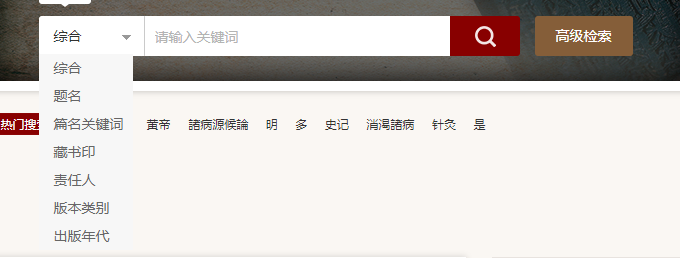 综合
请输入关键词
高级检索
综合
题名
篇名关键词
藏书印
责任人
版本类别
出版年代
热门搜
黄帝 諸病源候論 明 多 史记 消渴諸病 针灸 是